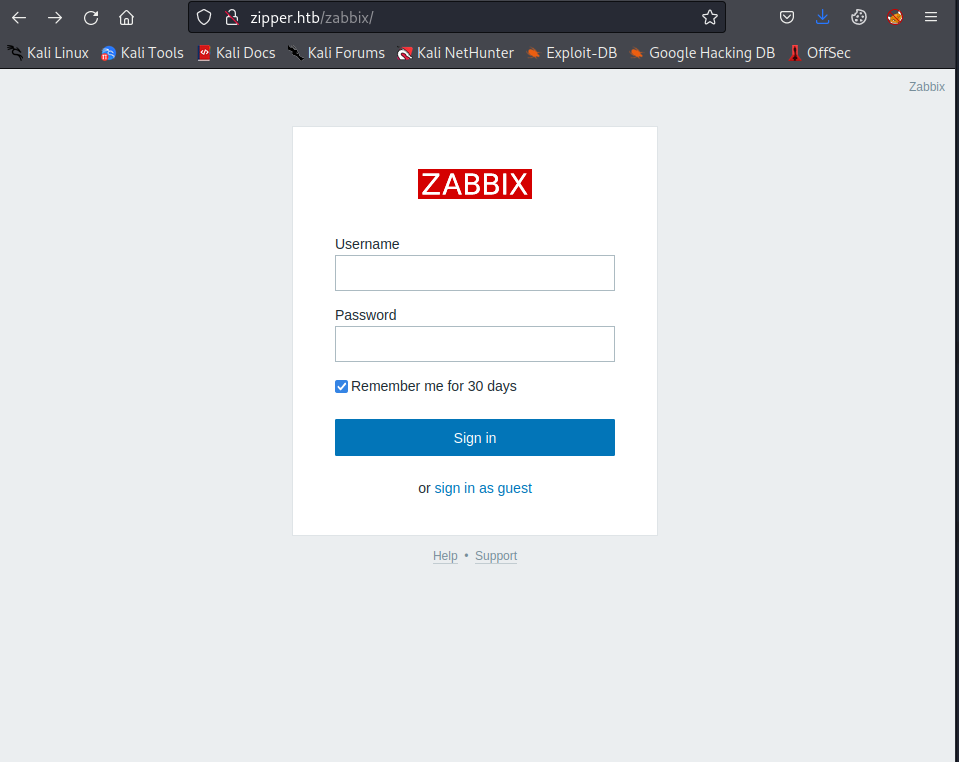 zipper.htb/zabbix/
Kali Linux Kali Tools Kali Docs Kali Forums Kali NetHunter Exploit-DB Google Hacking DB OffSec
Zabbix
ZABBIX
Username
Password
Remember me for 30 days
Sign in
or sign in as guest
Help • Support